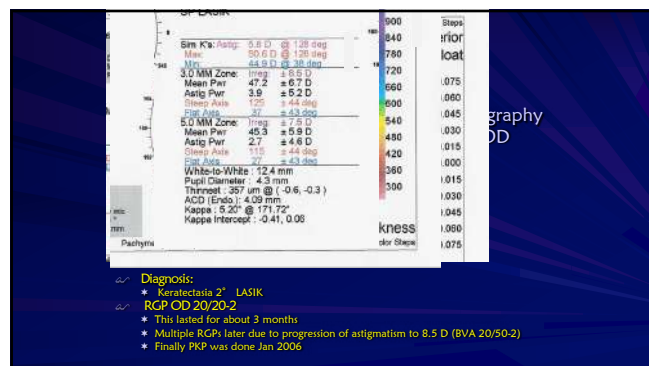 SP LASIK
Sim K's: Astig: 5.8 D @ 128 deg
Max: 50.6 D @ 128 deg
Min: 44.9 D @ 38 deg
3.0 MM Zone: Irreg: ± 8.5 D
Mean Pwr 47.2 ± 6.7 D
Astig Pwr 3.9 ± 5.2 D
Steep Axis 125 ± 44 deg
Flat Axis 37 ± 43 deg
5.0 MM Zone: Irreg: ± 7.5 D
Mean Pwr 45.3 ± 5.9 D
Astig Pwr 2.7 ± 4.6 D
Steep Axis 115 ± 44 deg
Flat Axis 27 ± 43 deg
White-to-White : 12.4 mm
Pupil Diameter : 4.3 mm
Thinnest : 357 um @ ( -0.6, -0.3 )
ACD (Endo.): 4.09 mm
Kappa : 5.20° @ 171.72°
Kappa Intercept : -0.41, 0.06
Pachyme
900
840
780
720
660
600
540
480
420
360
300
kness
olor Steps
Steps
erior
loat
.075
.060
.045
.030
.015
.000
.015
.030
.045
.060
.075
graphy
OD
Diagnosis:
Keratectasia 2° LASIK
RGP OD 20/20-2
This lasted for about 3 months
Multiple RGPs later due to progression of astigmatism to 8.5 D (BVA 20/50-2)
Finally PKP was done Jan 2006